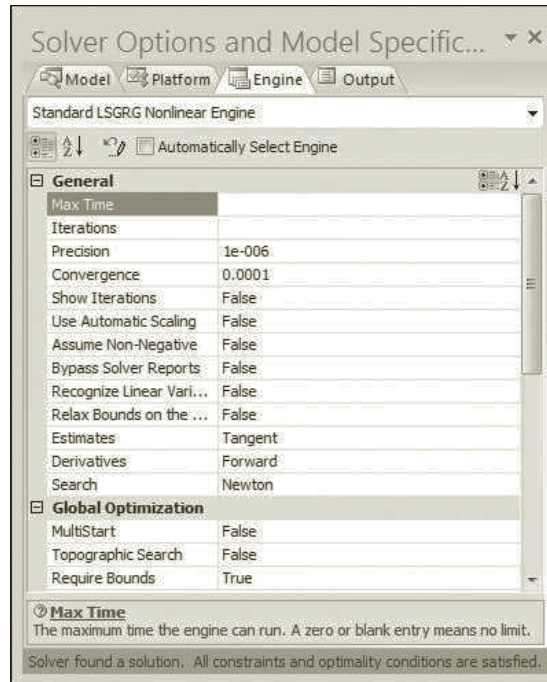 Solver Options and Model Specific...
Model Platform Engine Output
Standard LSGRG Nonlinear Engine
Automatically Select Engine
General
Max Time
Iterations
Precision 1e-006
Convergence 0.0001
Show Iterations False
Use Automatic Scaling False
Assume Non-Negative False
Bypass Solver Reports False
Recognize Linear Vari... False
Relax Bounds on the ... False
Estimates Tangent
Derivatives Forward
Search Newton
Global Optimization
MultiStart False
Topographic Search False
Require Bounds True
Max Time
The maximum time the engine can run. A zero or blank entry means no limit.
Solver found a solution. All constraints and optimality conditions are satisfied.